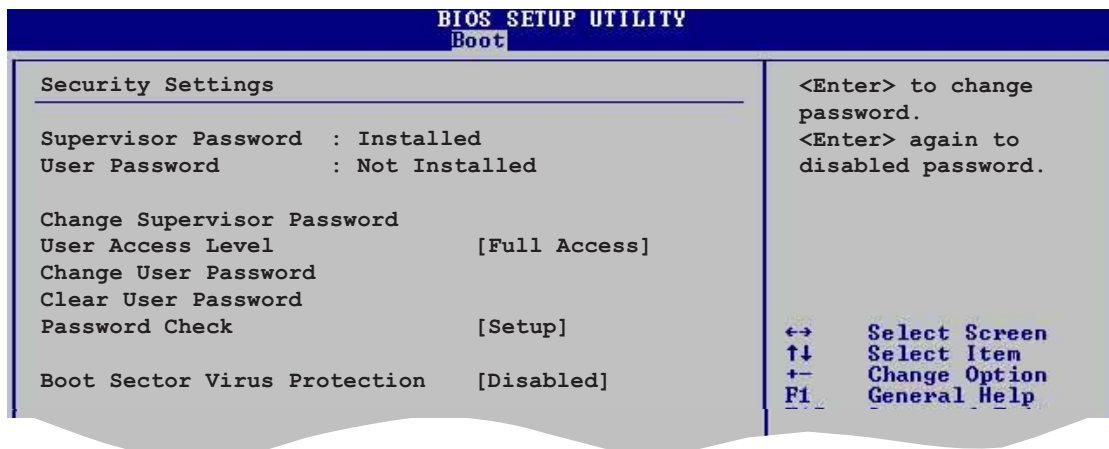 BIOS SETUP UTILITY
Boot
Security Settings
Supervisor Password : Installed
User Password : Not Installed
Change Supervisor Password
User Access Level [Full Access]
Change User Password
Clear User Password
Password Check [Setup]
Boot Sector Virus Protection [Disabled]
<Enter> to change
password.
<Enter> again to
disabled password.
←→ Select Screen
↑↓ Select Item
+- Change Option
F1 General Help